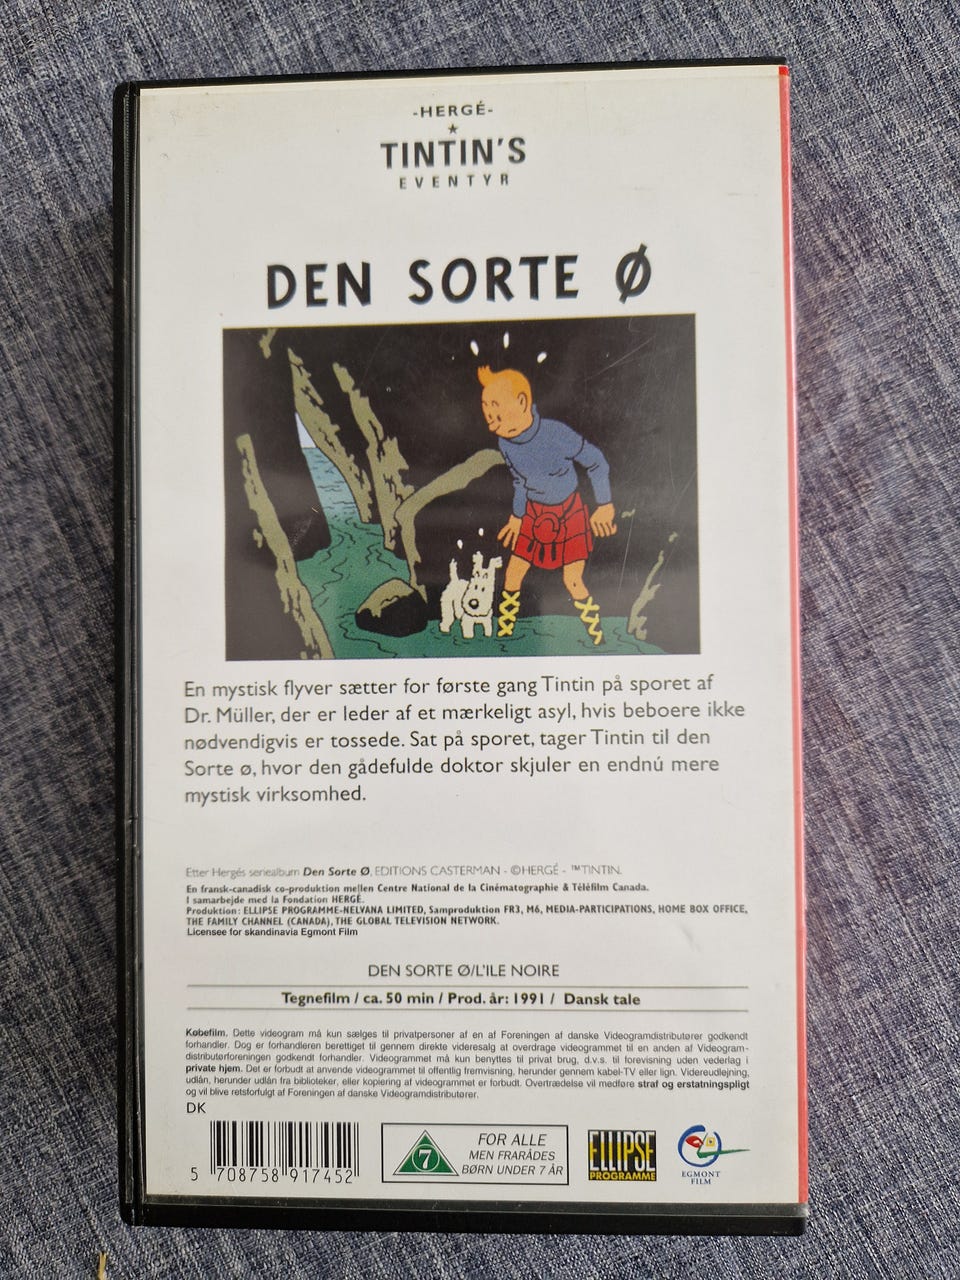 -HERGÉ-
TINTIN'S
EVENTYR
DEN SORTE Ø
En mystisk flyver sætter for første gang Tintin på sporet af
Dr. Müller, der er leder af et mærkeligt asyl, hvis beboere ikke
nødvendigvis er tossede. Sat på sporet, tager Tintin til den
Sorte ø, hvor den gådefulde doktor skjuler en endnú mere
mystisk virksomhed.
Efter Hergés seriealbum Den Sorte Ø, EDITIONS CASTERMAN - ©HERGÉ - ™TINTIN.
En fransk-canadisk co-produktion mellen Centre National de la Cinématographie & Téléfilm Canada.
I samarbejde med la Fondation HERGÉ.
Produktion: ELLIPSE PROGRAMME-NELVANA LIMITED, Samproduktion FR3, M6, MEDIA-PARTICIPATIONS, HOME BOX OFFICE,
THE FAMILY CHANNEL (CANADA), THE GLOBAL TELEVISION NETWORK.
Licensee for skandinavia Egmont Film
DEN SORTE Ø/L'ILE NOIRE
Tegnefilm / ca. 50 min / Prod. år: 1991 / Dansk tale
Købefilm. Dette videogram må kun sælges til privatpersoner af en af Foreningen af danske Videogramdistributører godkendt
forhandler. Dog er forhandleren berettiget til gennem direkte videresalg at overdrage videogrammet til en anden af Videogram-
distributørforeningen godkendt forhandler. Videogrammet må kun benyttes til privat brug, d.v.s. til forevisning uden vederlag i
private hjem. Det er forbudt at anvende videogrammet til offentlig fremvisning, herunder gennem kabel-TV eller lign. Videreudlejning,
udlån, herunder udlån fra biblioteker, eller kopiering af videogrammet er forbudt. Overtrædelse vil medføre straf og erstatningspligt
og vil blive retsforfulgt af Foreningen af danske Videogramdistributører.
DK
5 708758 917452
7
FOR ALLE
MEN FRARÅDES
BØRN UNDER 7 ÅR
ELLIPSE
PROGRAMME
EGMONT
FILM